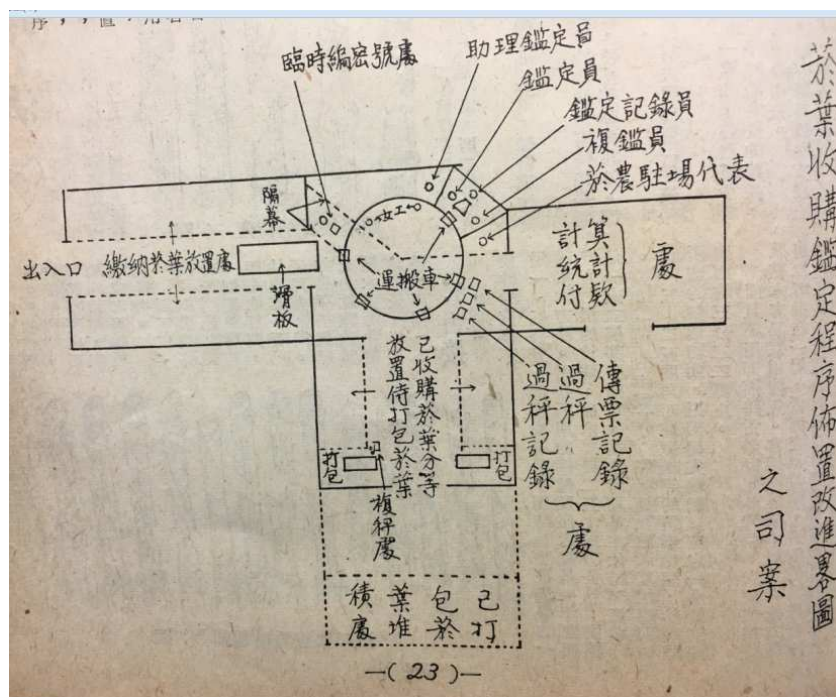 菸葉收購鑑定程序佈置改進畧圖
之司案
臨時編密號處
助理鑑定員
鑑定員
鑑定記錄員
複鑑員
菸農駐場代表
隔幕
女工
出入口
繳納菸葉放置處
滑板
運搬車
計統付
算計款
處
已收購菸葉分等
放置待打包菸葉
傳票記錄
過秤
過秤記錄
處
打包
打包
複秤處
已打
包菸
葉堆
積處
—(23)—